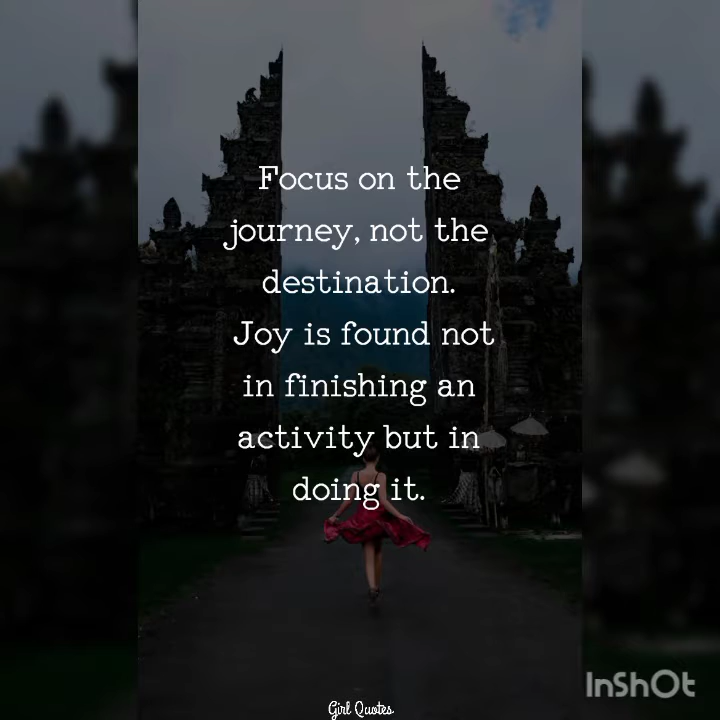 Focus on the
journey, not the
destination.
Joy is found not
in finishing an
activity but in
doing it.
InShOt
Girl Quotes